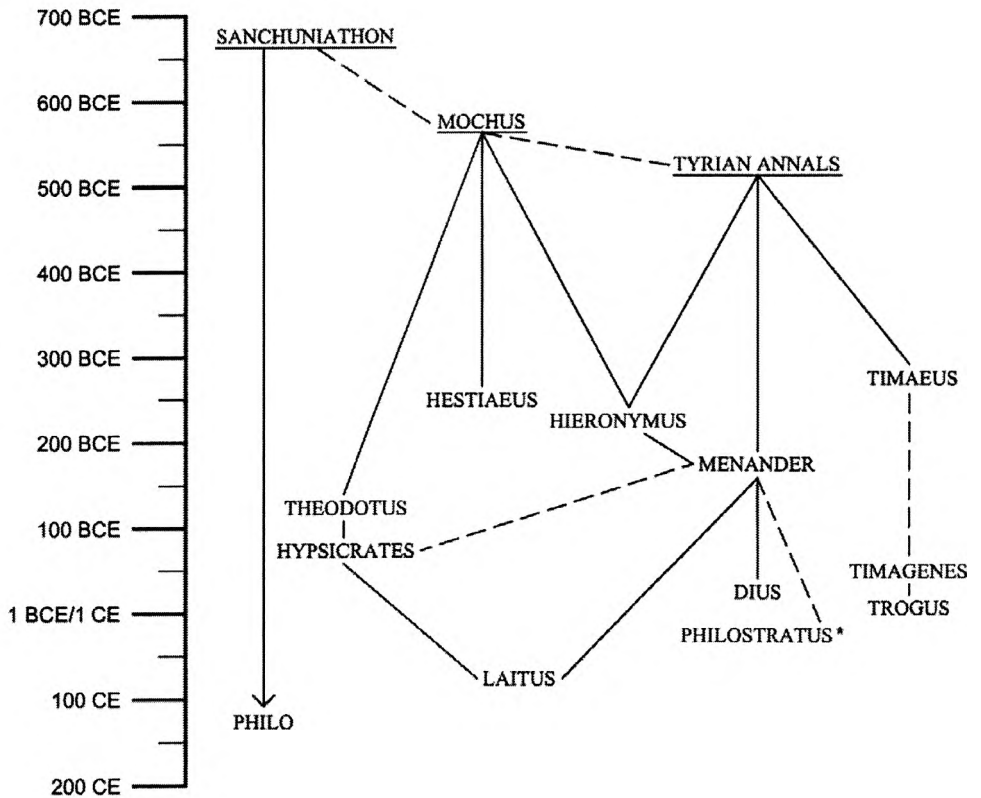 700 BCE
SANCHUNIATHON
600 BCE
MOCHUS
TYRIAN ANNALS
500 BCE
400 BCE
300 BCE
TIMAEUS
HESTIAEUS
HIERONYMUS
200 BCE
MENANDER
THEODOTUS
100 BCE
HYPSICRATES
TIMAGENES
DIUS
TROGUS
1 BCE/1 CE
PHILOSTRATUS*
LAITUS
100 CE
PHILO
200 CE